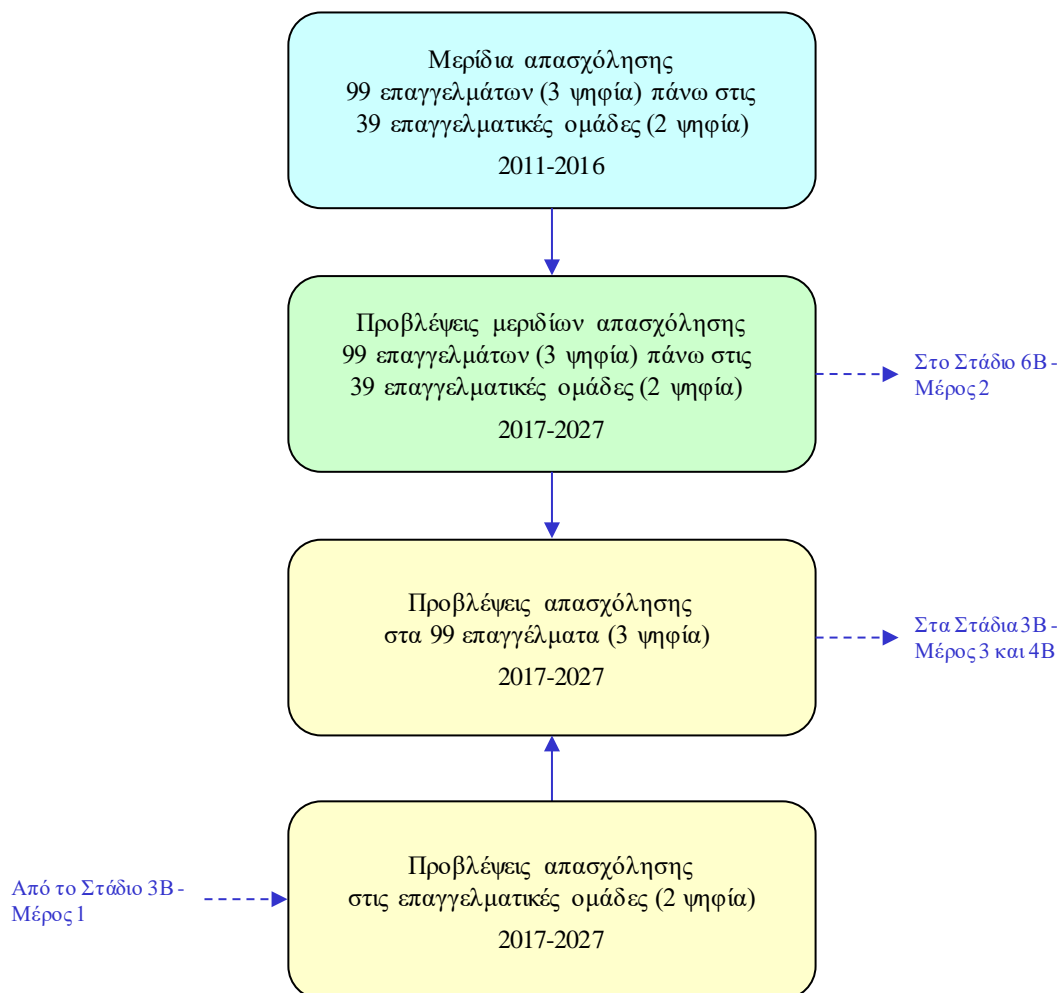 Μερίδια απασχόλησης
99 επαγγελμάτων (3 ψηφία) πάνω στις
39 επαγγελματικές ομάδες (2 ψηφία)
2011-2016
Προβλέψεις μεριδίων απασχόλησης
99 επαγγελμάτων (3 ψηφία) πάνω στις
39 επαγγελματικές ομάδες (2 ψηφία)
2017-2027
Στο Στάδιο 6Β -
Μέρος 2
Προβλέψεις απασχόλησης
στα 99 επαγγέλματα (3 ψηφία)
2017-2027
Στα Στάδια 3Β -
Μέρος 3 και 4Β
Από το Στάδιο 3Β -
Μέρος 1
Προβλέψεις απασχόλησης
στις επαγγελματικές ομάδες (2 ψηφία)
2017-2027